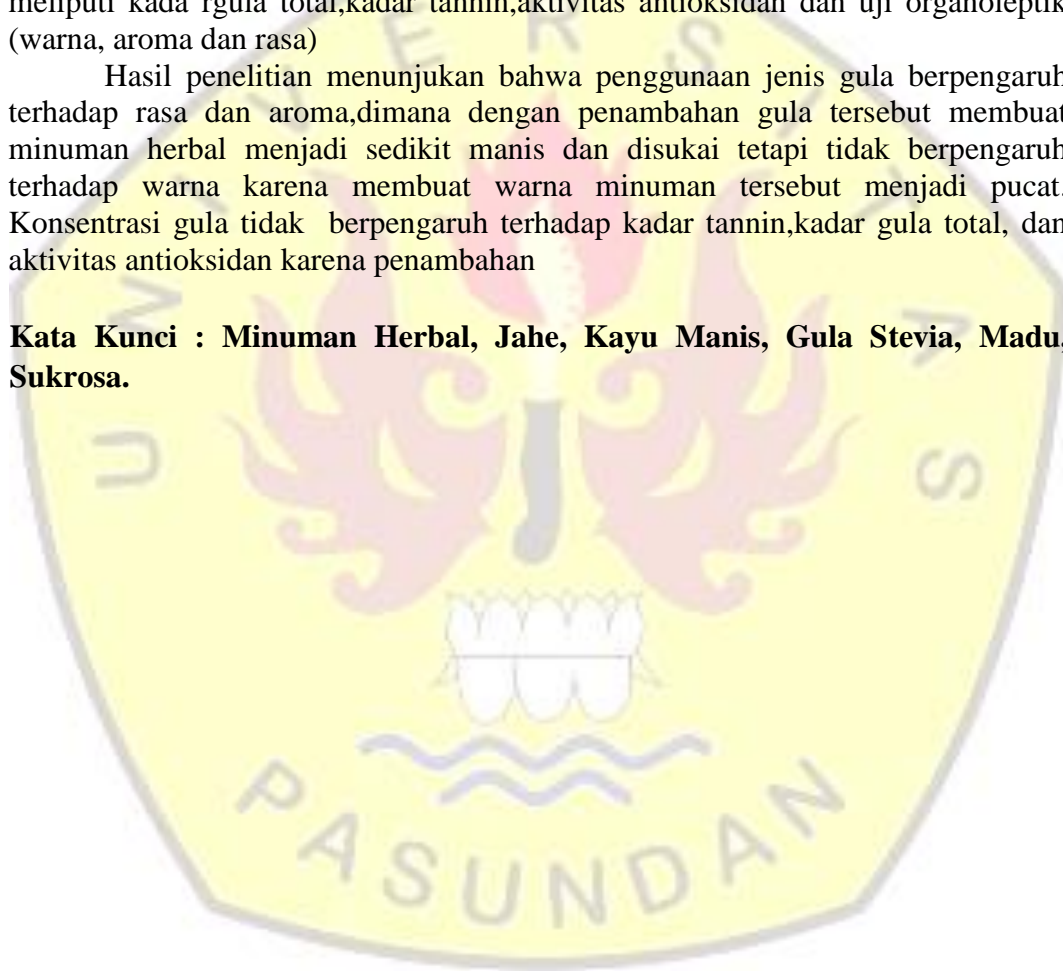 meliputi kada rgula total,kadar tannin,aktivitas antioksidan dan uji organoleptik
(warna, aroma dan rasa)
Hasil penelitian menunjukan bahwa penggunaan jenis gula berpengaruh
terhadap rasa dan aroma,dimana dengan penambahan gula tersebut membuat
minuman herbal menjadi sedikit manis dan disukai tetapi tidak berpengaruh
terhadap warna karena membuat warna minuman tersebut menjadi pucat.
Konsentrasi gula tidak berpengaruh terhadap kadar tannin,kadar gula total, dan
aktivitas antioksidan karena penambahan
Kata Kunci : Minuman Herbal, Jahe, Kayu Manis, Gula Stevia, Madu,
Sukrosa.
UNIVERSITAS
PASUNDAN